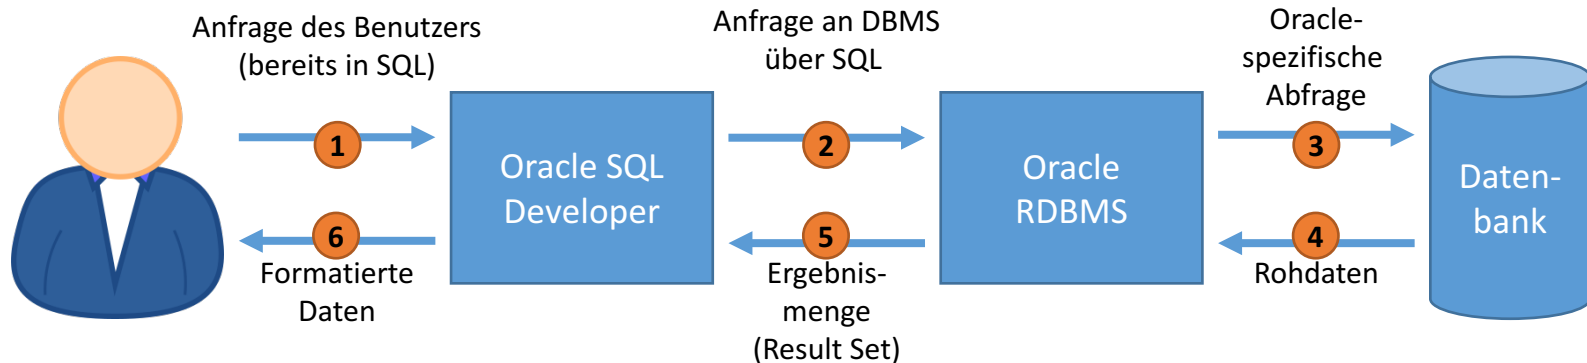 Anfrage des Benutzers
(bereits in SQL)
1
Oracle SQL
Developer
6
Formatierte
Daten
Anfrage an DBMS
über SQL
2
5
Ergebnis-
menge
(Result Set)
Oracle
RDBMS
Oracle-
spezifische
Abfrage
3
4
Rohdaten
Daten-
bank